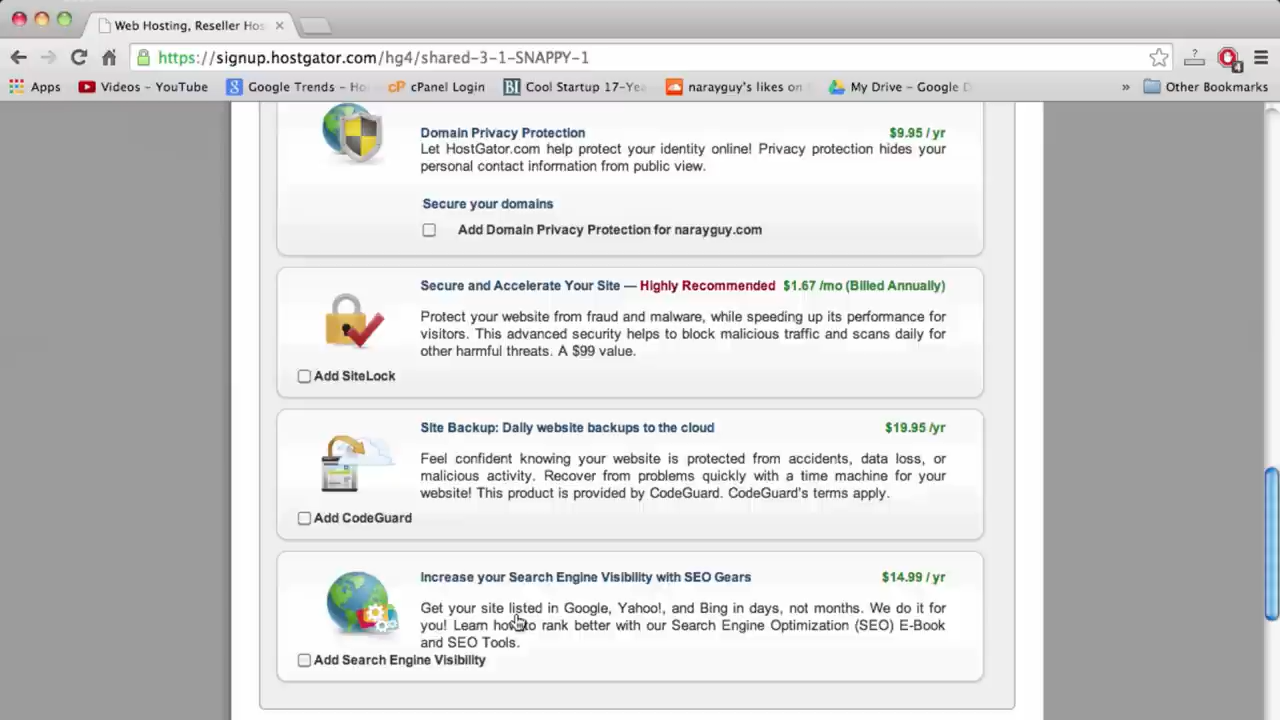 Web Hosting, Reseller Hos
https://signup.hostgator.com/hg4/shared-3-1-SNAPPY-1
4
Apps Videos - YouTube Google Trends - Ho cPanel Login Cool Startup 17-Yea narayguy's likes on My Drive - Google D » Other Bookmarks
Domain Privacy Protection $9.95 / yr
Let HostGator.com help protect your identity online! Privacy protection hides your
personal contact information from public view.
Secure your domains
Add Domain Privacy Protection for narayguy.com
Secure and Accelerate Your Site — Highly Recommended $1.67 /mo (Billed Annually)
Protect your website from fraud and malware, while speeding up its performance for
visitors. This advanced security helps to block malicious traffic and scans daily for
other harmful threats. A $99 value.
Add SiteLock
Site Backup: Daily website backups to the cloud $19.95 /yr
Feel confident knowing your website is protected from accidents, data loss, or
malicious activity. Recover from problems quickly with a time machine for your
website! This product is provided by CodeGuard. CodeGuard's terms apply.
Add CodeGuard
Increase your Search Engine Visibility with SEO Gears $14.99 / yr
Get your site listed in Google, Yahoo!, and Bing in days, not months. We do it for
you! Learn how to rank better with our Search Engine Optimization (SEO) E-Book
and SEO Tools.
Add Search Engine Visibility